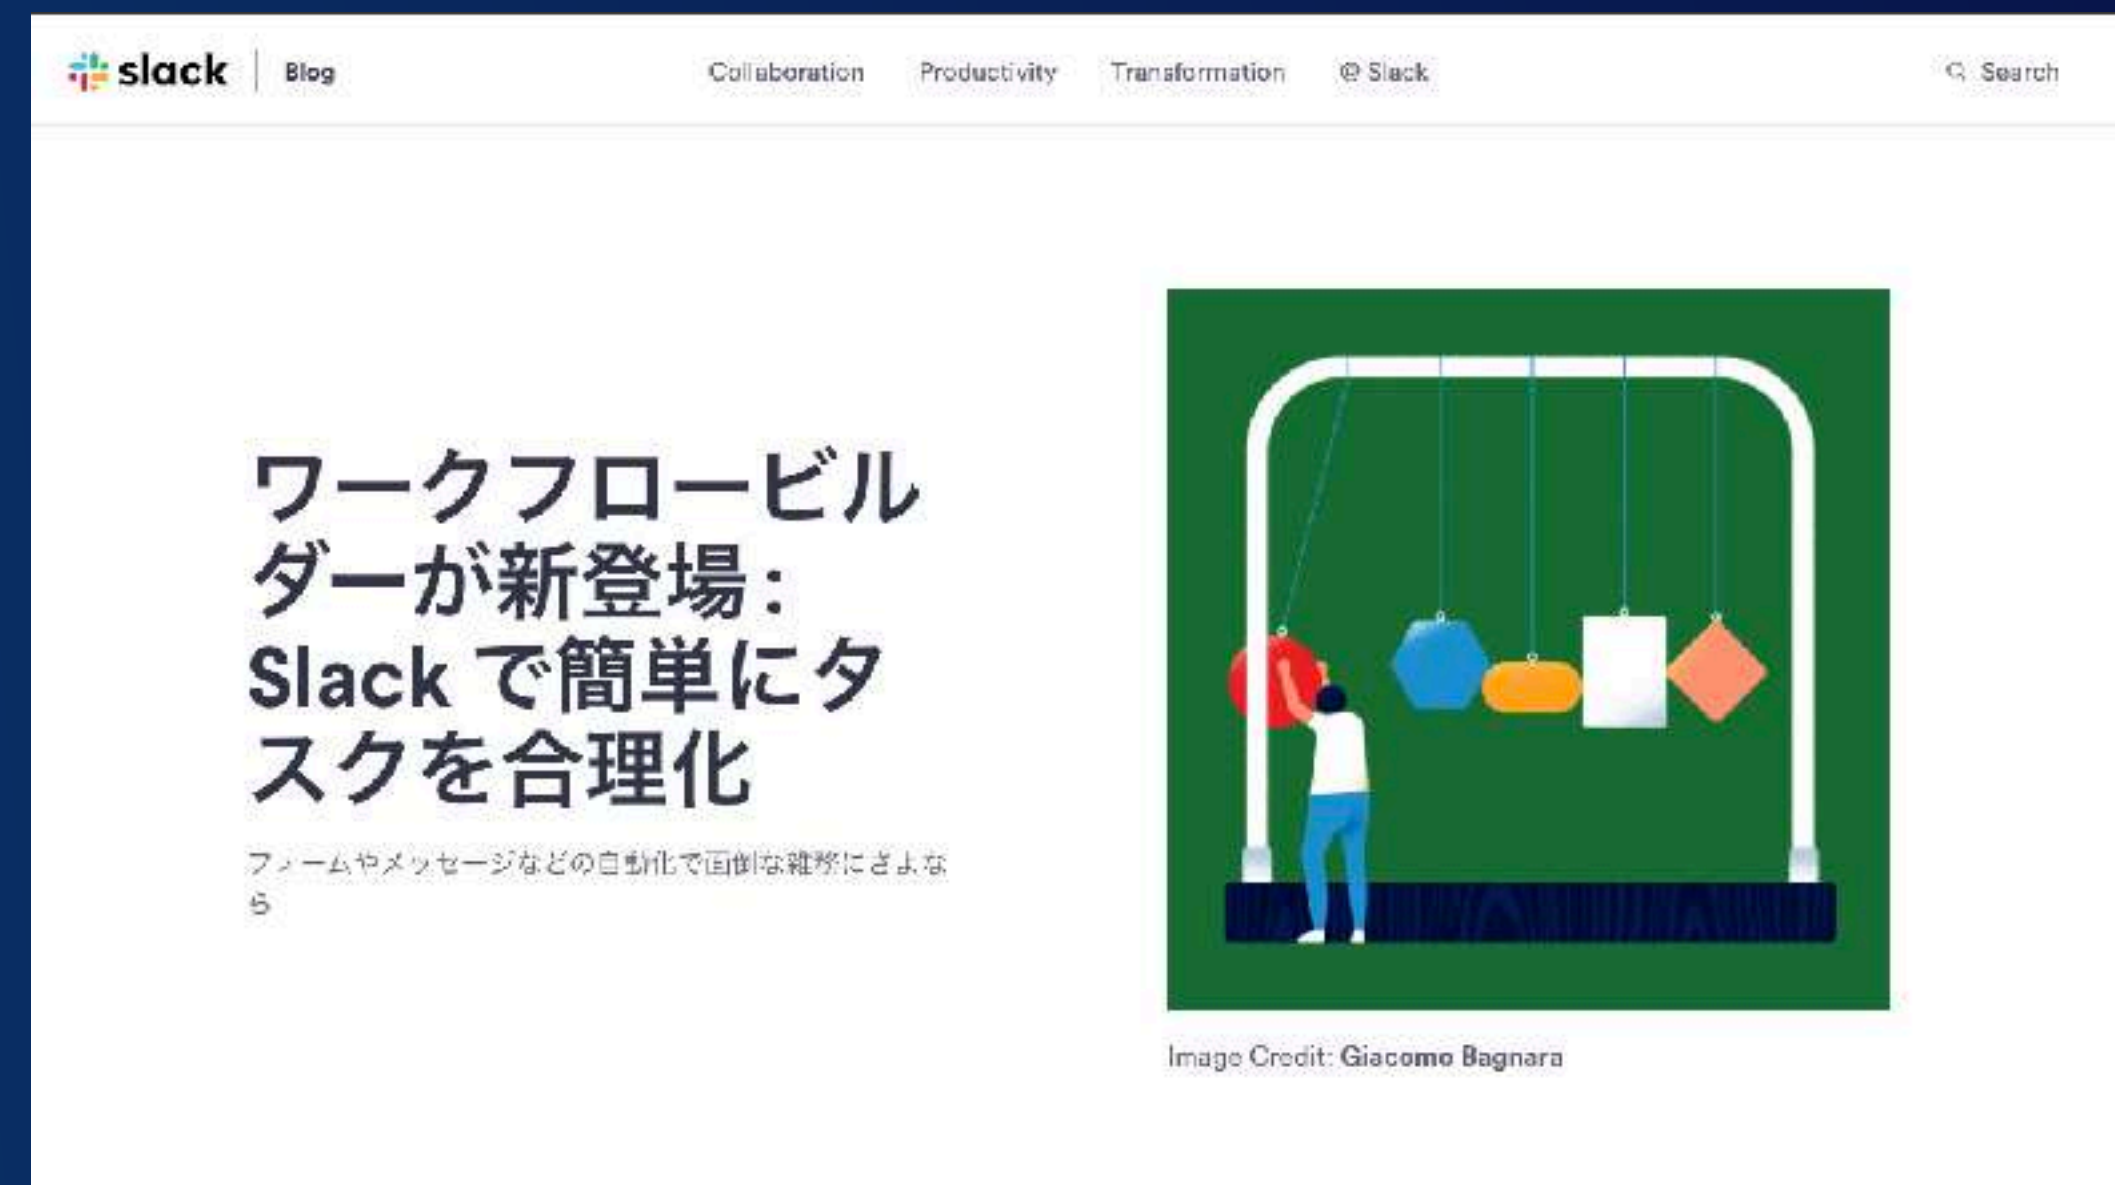 slack
Blog
Collaboration
Productivity
Transformation
@ Slack
Search
ワークフロービル
ダーが新登場:
Slack で簡単にタ
スクを合理化
フォームやメッセージなどの自動化で面倒な雑務にさよな
ら
Image Credit: Giacomo Bagnara